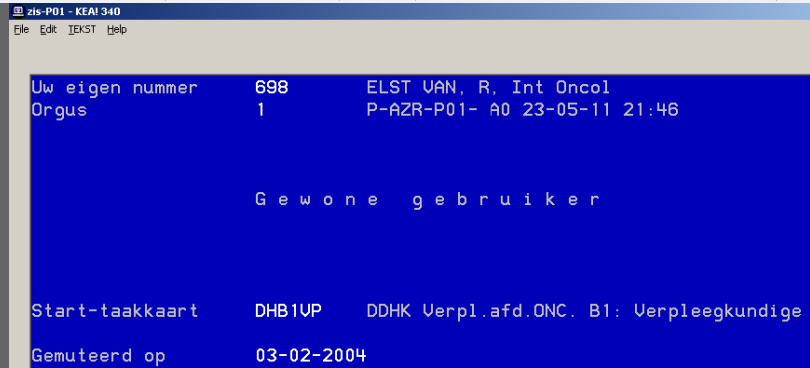 zis-P01 - KEA! 340
File Edit TEKST Help
Uw eigen nummer 698 ELST VAN, R, Int Oncol
Orgus 1 P-AZR-P01- A0 23-05-11 21:46
Gewone gebruiker
Start-taakkaart DHB1VP DDHK Verpl.afd.ONC. B1: Verpleegkundige
Gemuteerd op 03-02-2004